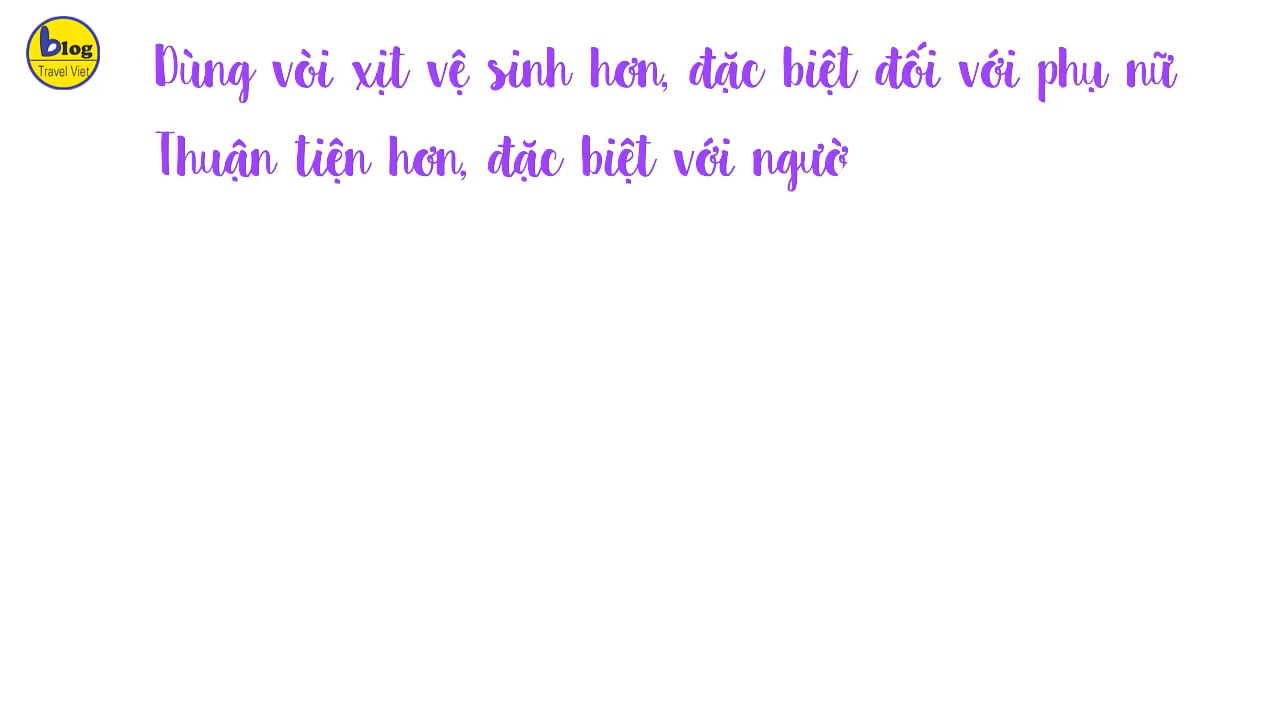 blog
Travel Viet
Dùng vòi xịt vệ sinh hơn, đặc biệt đối với phụ nữ
Thuận tiện hơn, đặc biệt với ngườ